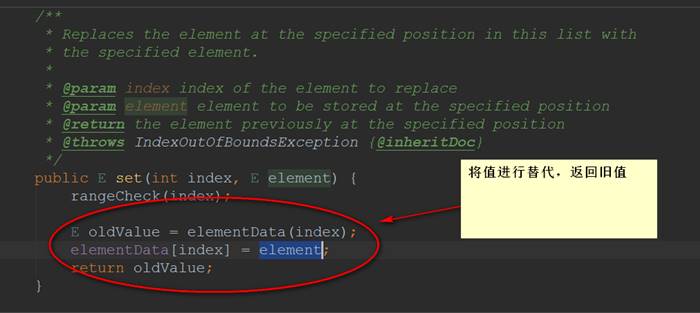 /**
 * Replaces the element at the specified position in this list with
 * the specified element.
 *
 * @param index index of the element to replace
 * @param element element to be stored at the specified position
 * @return the element previously at the specified position
 * @throws IndexOutOfBoundsException {@inheritDoc}
 */
public E set(int index, E element) {
    rangeCheck(index);
将值进行替代，返回旧值
    E oldValue = elementData(index);
    elementData[index] = element;
    return oldValue;
}